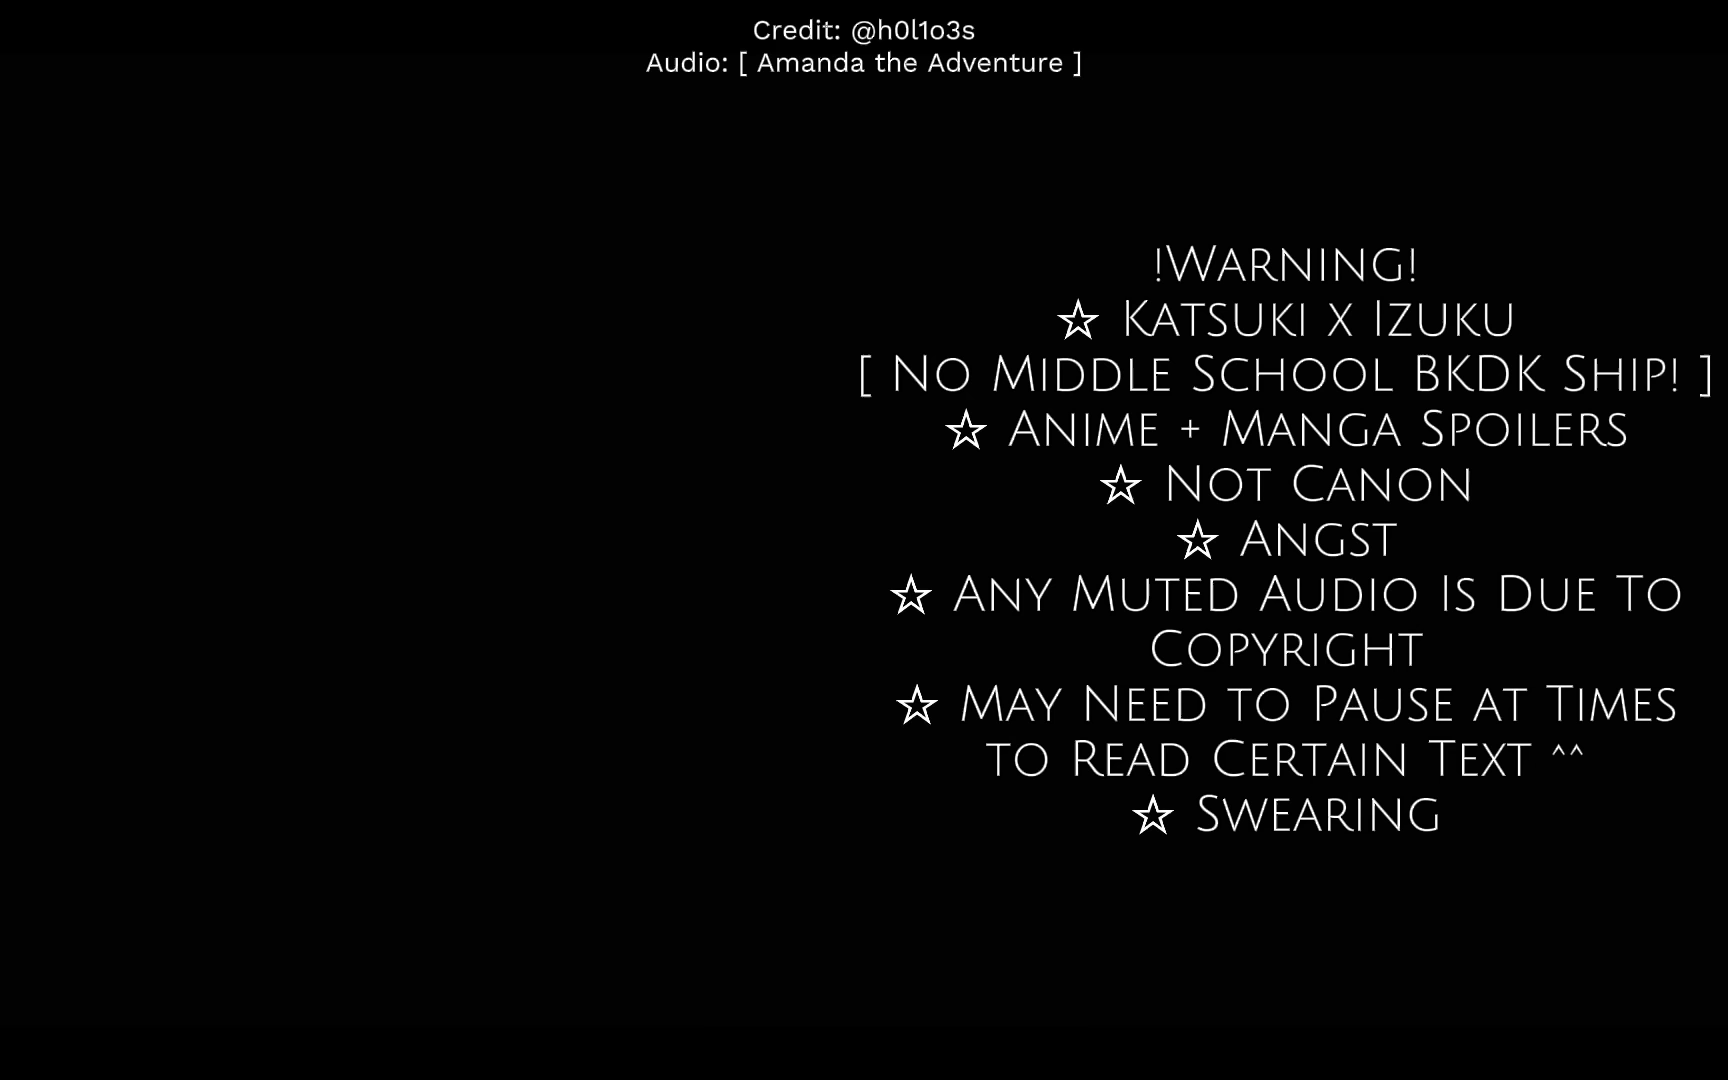 Credit: @h0l1o3s
Audio: [ Amanda the Adventure ]
!Warning!
☆ Katsuki x Izuku
[ No Middle School BKDK Ship! ]
☆ Anime + Manga Spoilers
☆ Not Canon
☆ Angst
☆ Any Muted Audio Is Due To
Copyright
☆ May Need to Pause at Times
to Read Certain Text ^^
☆ Swearing